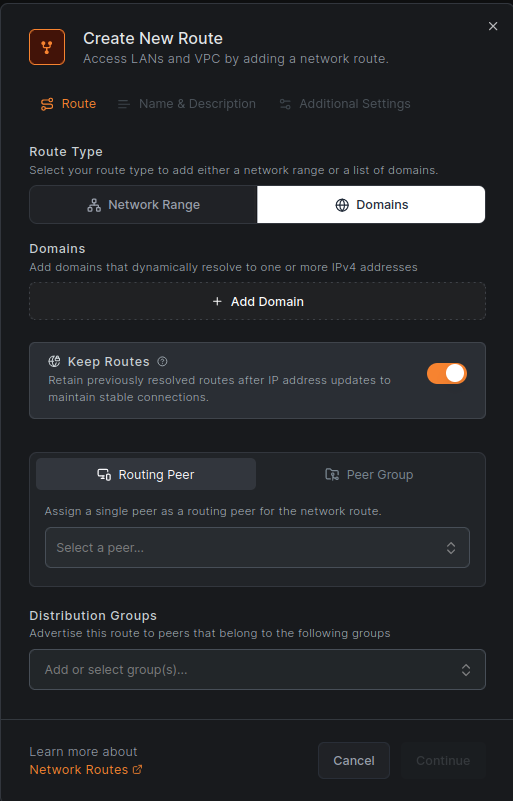 Create New Route
Access LANs and VPC by adding a network route.
Route
Name & Description
Additional Settings
Route Type
Select your route type to add either a network range or a list of domains.
Network Range
Domains
Domains
Add domains that dynamically resolve to one or more IPv4 addresses
+ Add Domain
Keep Routes
Retain previously resolved routes after IP address updates to
maintain stable connections.
Routing Peer
Peer Group
Assign a single peer as a routing peer for the network route.
Select a peer...
Distribution Groups
Advertise this route to peers that belong to the following groups
Add or select group(s)...
Learn more about
Network Routes
Cancel
Continue